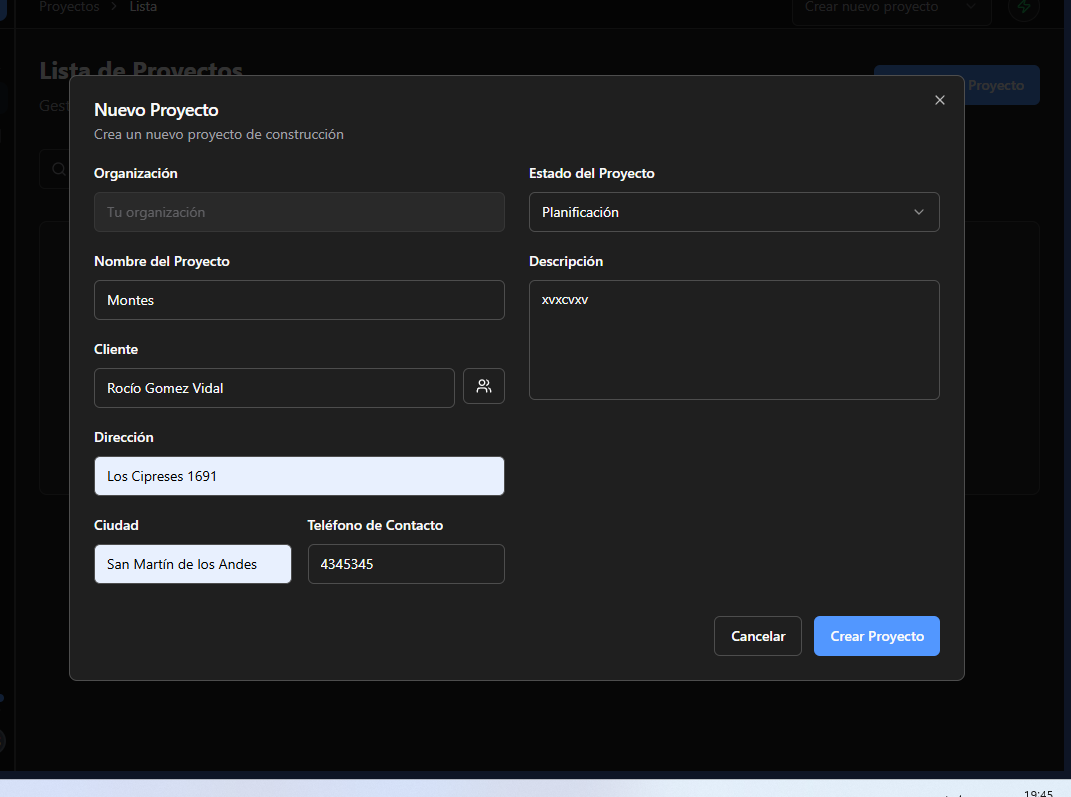 Proyectos > Lista
Crear nuevo proyecto
Lista de Proyectos
Proyecto
Gest
Nuevo Proyecto
Crea un nuevo proyecto de construcción
Organización
Tu organización
Estado del Proyecto
Planificación
Nombre del Proyecto
Montes
Descripción
xvxcvxv
Cliente
Rocío Gomez Vidal
Dirección
Los Cipreses 1691
Ciudad
San Martín de los Andes
Teléfono de Contacto
4345345
Cancelar
Crear Proyecto
19:45